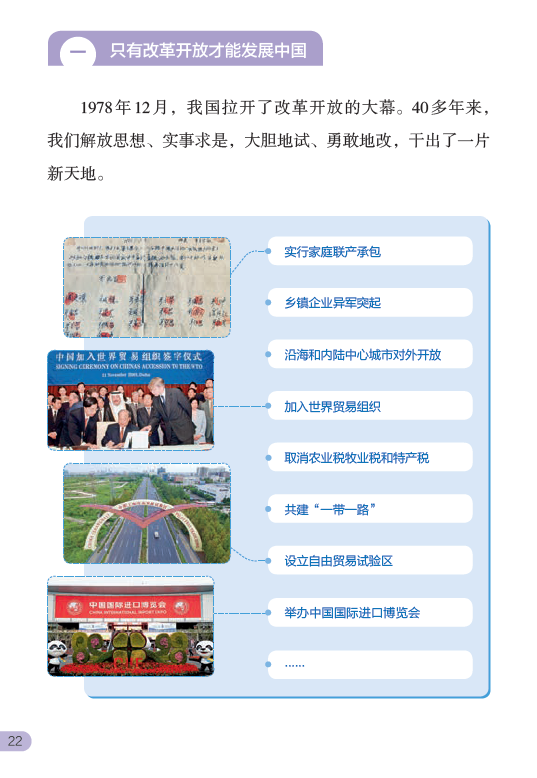 一 只有改革开放才能发展中国
1978年12月，我国拉开了改革开放的大幕。40多年来，
我们解放思想、实事求是，大胆地试、勇敢地改，干出了一片
新天地。
实行家庭联产承包
乡镇企业异军突起
沿海和内陆中心城市对外开放
中国加入世界贸易组织签字仪式
SIGNING CEREMONY ON CHINA'S ACCESSION TO THE WTO
11 November 2001, Doha
加入世界贸易组织
取消农业税牧业税和特产税
共建“一带一路”
设立自由贸易试验区
中国国际进口博览会
CHINA INTERNATIONAL IMPORT EXPO
举办中国国际进口博览会
······
22